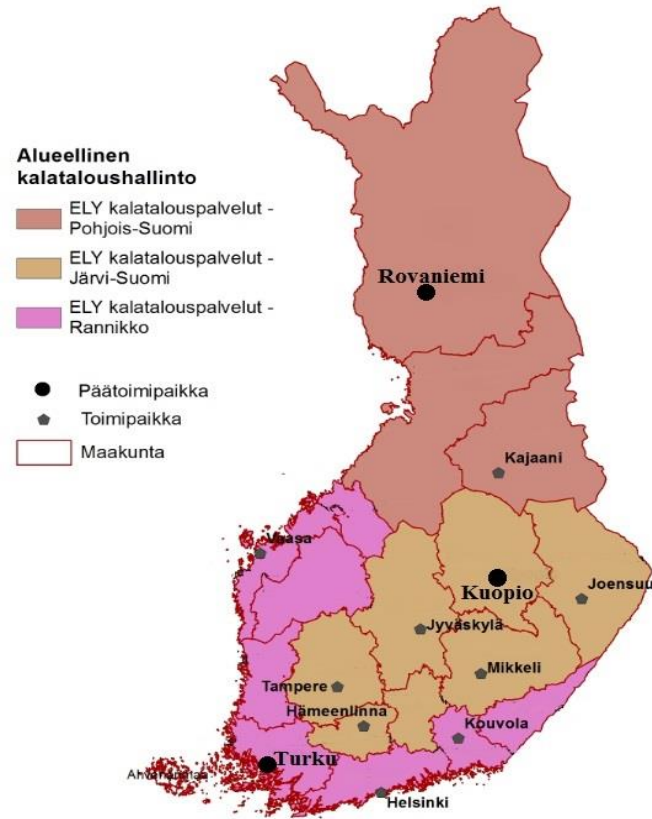 Alueellinen
kalataloushallinto
ELY kalatalouspalvelut -
Pohjois-Suomi
ELY kalatalouspalvelut -
Järvi-Suomi
ELY kalatalouspalvelut -
Rannikko
Päätoimipaikka
Toimipaikka
Maakunta
Rovaniemi
Kajaani
Vaasa
Kuopio
Joensuu
Jyväskylä
Mikkeli
Tampere
Hämeenlinna
Kouvola
Turku
Ahvenanmaa
Helsinki